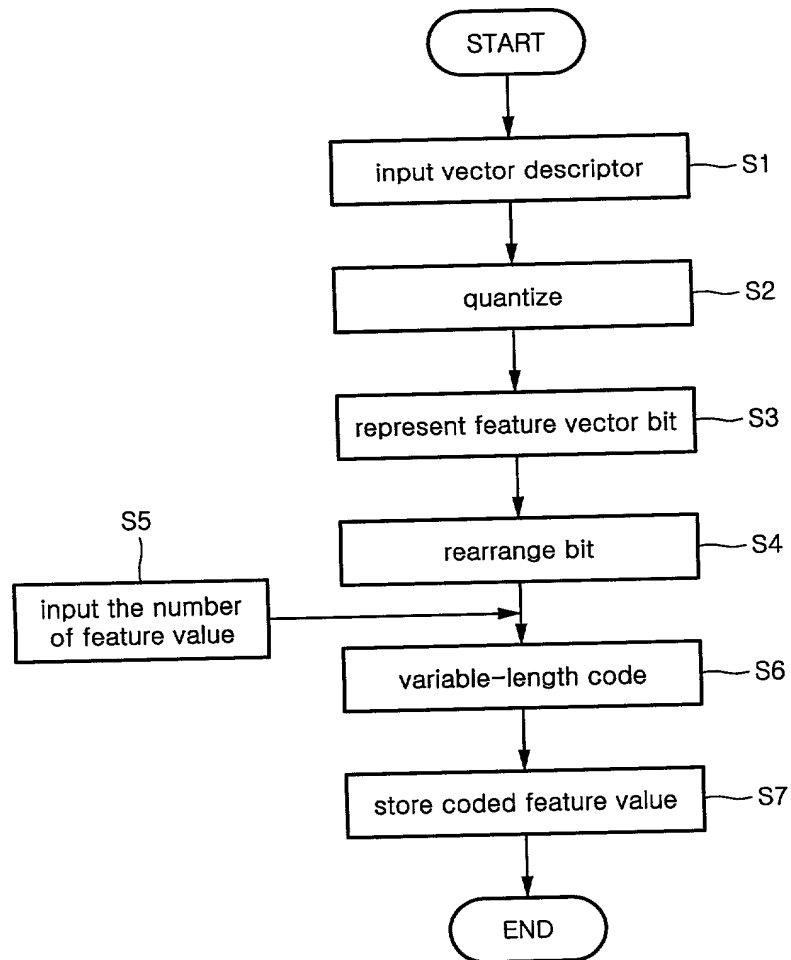 START
input vector descriptor
S1
quantize
S2
represent feature vector bit
S3
rearrange bit
S4
S5
input the number
of feature value
variable-length code
S6
store coded feature value
S7
END